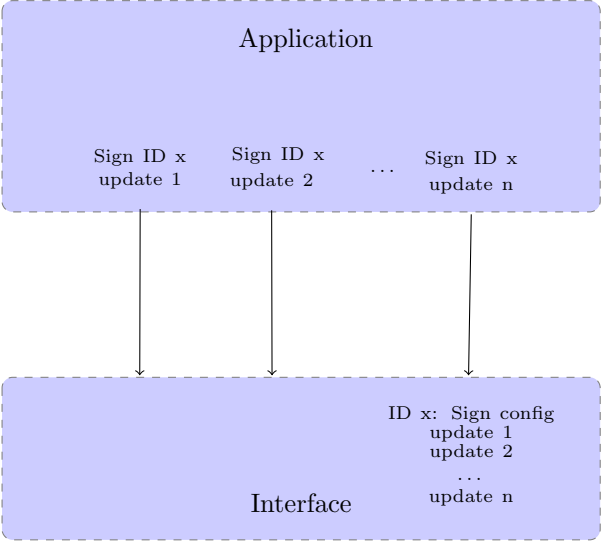 Application
Sign ID x
update 1
Sign ID x
update 2
...
Sign ID x
update n
ID x: Sign config
update 1
update 2
...
update n
Interface